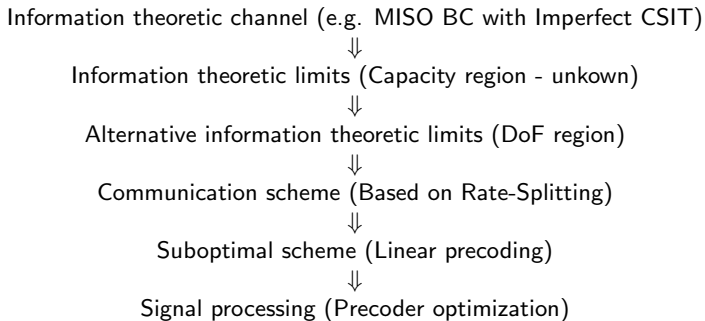 Information theoretic channel (e.g. MISO BC with Imperfect CSIT)
⇓
Information theoretic limits (Capacity region - unkown)
⇓
Alternative information theoretic limits (DoF region)
⇓
Communication scheme (Based on Rate-Splitting)
⇓
Suboptimal scheme (Linear precoding)
⇓
Signal processing (Precoder optimization)